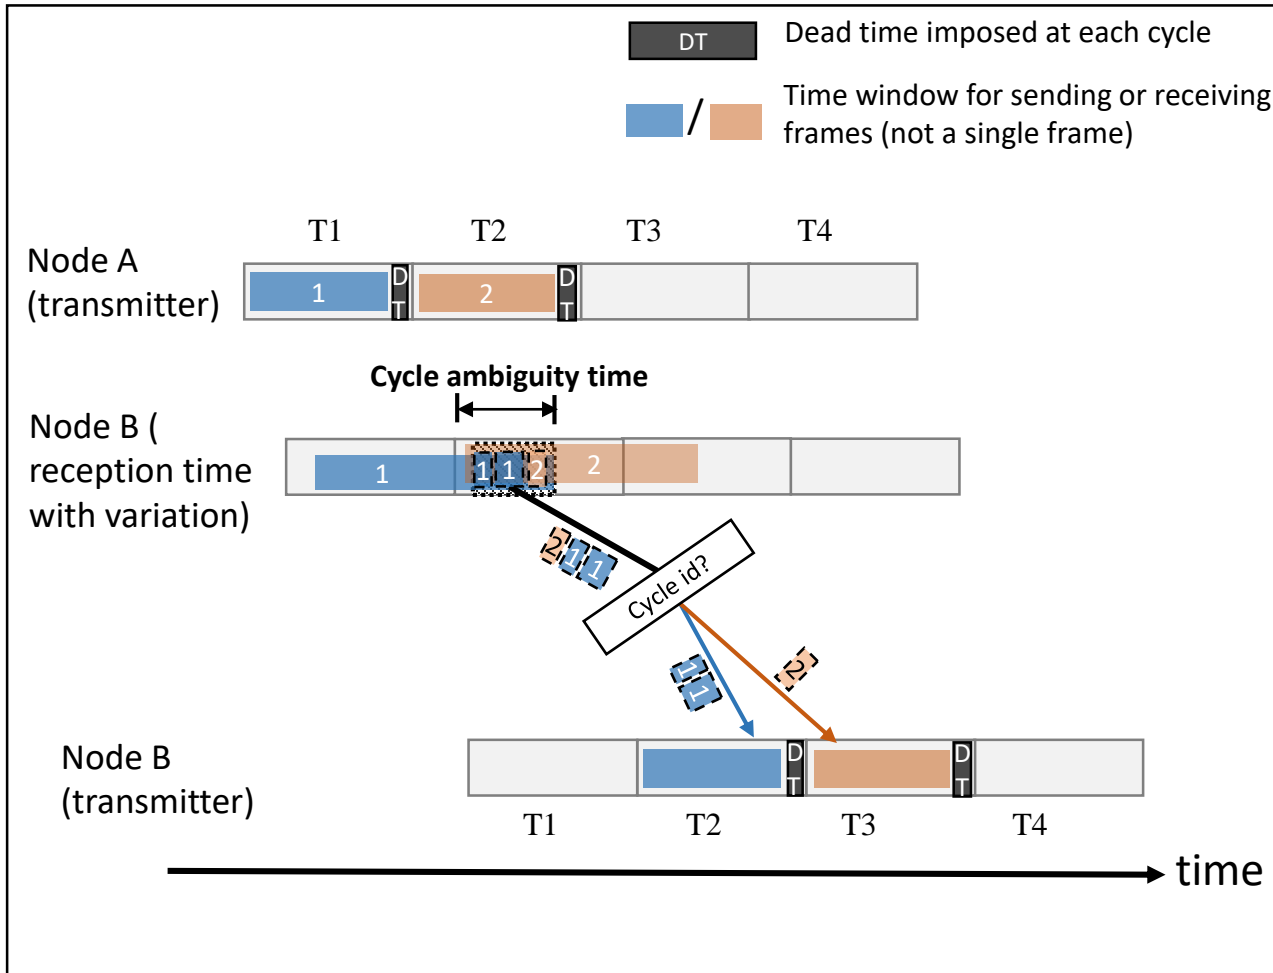 DT
Dead time imposed at each cycle
/
Time window for sending or receiving
frames (not a single frame)
T1 T2 T3 T4
Node A
(transmitter)
1
D
T
2
D
T
Cycle ambiguity time
Node B (
reception time
with variation)
1
1
1
2
2
2
1
1
Cycle id?
1
1
2
Node B
(transmitter)
D
T
D
T
T1 T2 T3 T4
time